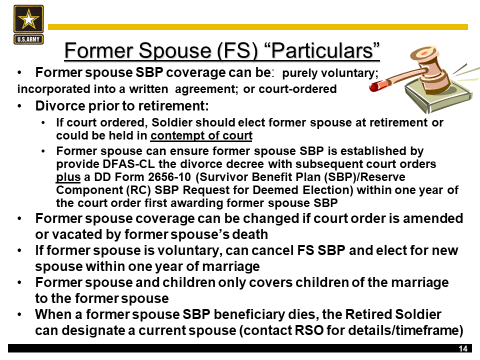 U.S.ARMY
Former Spouse (FS) “Particulars”
• Former spouse SBP coverage can be: purely voluntary;
incorporated into a written agreement; or court-ordered
• Divorce prior to retirement:
• If court ordered, Soldier should elect former spouse at retirement or
could be held in contempt of court
• Former spouse can ensure former spouse SBP is established by
provide DFAS-CL the divorce decree with subsequent court orders
plus a DD Form 2656-10 (Survivor Benefit Plan (SBP)/Reserve
Component (RC) SBP Request for Deemed Election) within one year of
the court order first awarding former spouse SBP
• Former spouse coverage can be changed if court order is amended
or vacated by former spouse’s death
• If former spouse is voluntary, can cancel FS SBP and elect for new
spouse within one year of marriage
• Former spouse and children only covers children of the marriage
to the former spouse
• When a former spouse SBP beneficiary dies, the Retired Soldier
can designate a current spouse (contact RSO for details/timeframe)
14